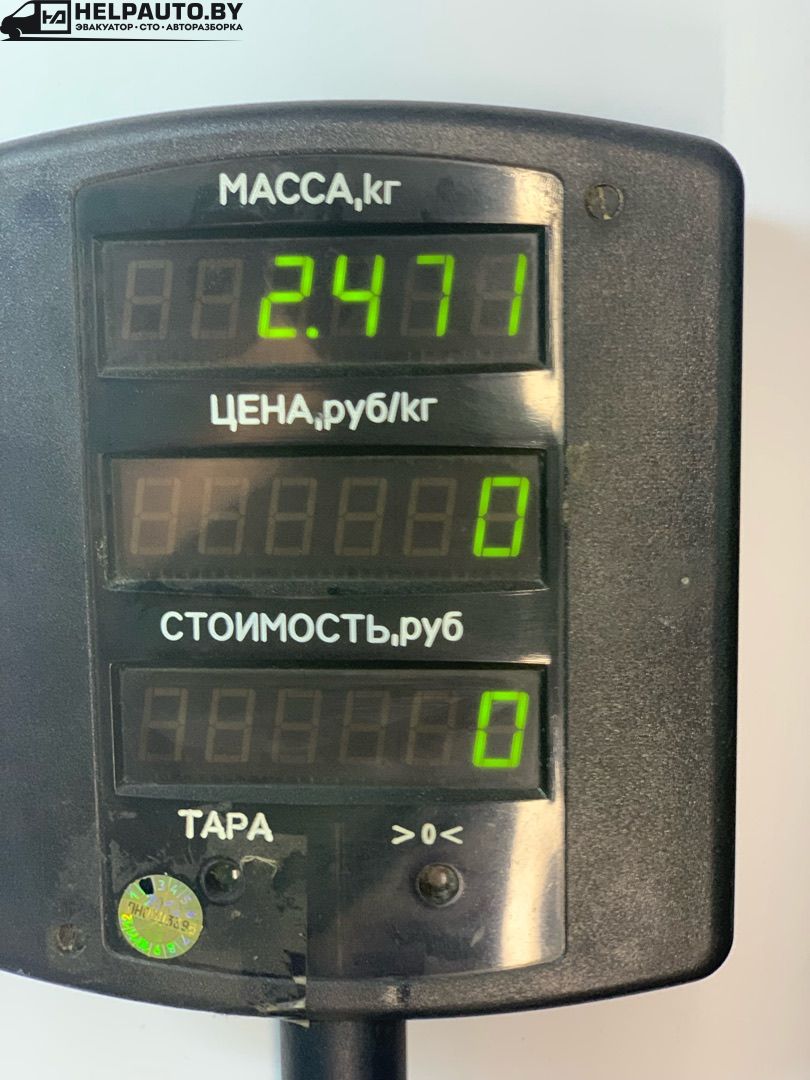 HELPAUTO.BY
ЭВАКУАТОР • СТО • АВТОРАЗБОРКА
МАССА,кг
2.471
ЦЕНА,руб/кг
0
СТОИМОСТЬ,руб
0
ТАРА >0<